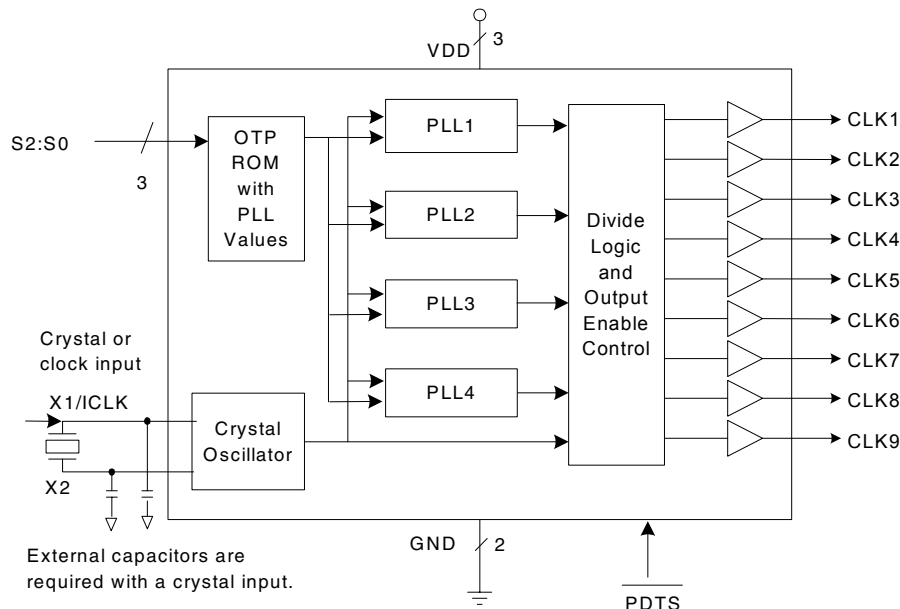 VDD
3
S2:S0
3
OTP
ROM
with
PLL
Values
PLL1
PLL2
PLL3
PLL4
Divide
Logic
and
Output
Enable
Control
CLK1
CLK2
CLK3
CLK4
CLK5
CLK6
CLK7
CLK8
CLK9
Crystal or
clock input
X1/ICLK
X2
Crystal
Oscillator
External capacitors are
required with a crystal input.
GND
2
PDTS